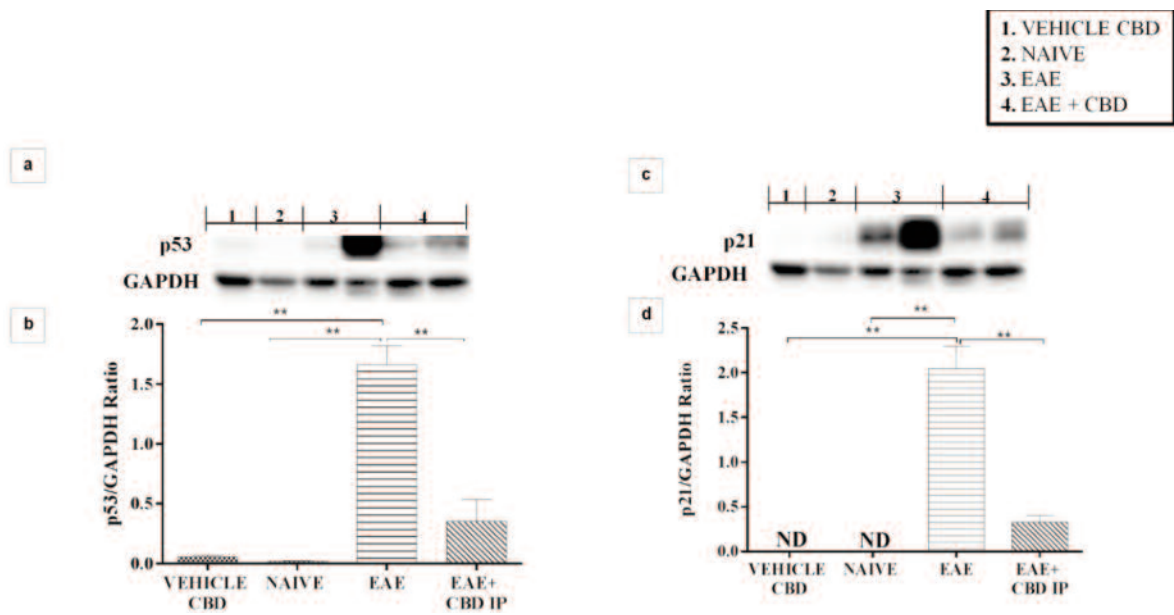 1. VEHICLE CBD
2. NAIVE
3. EAE
4. EAE + CBD
a
1 2 3 4
p53
GAPDH
b
** ** **
2.0
1.5
1.0
0.5
0.0
p53/GAPDH Ratio
VEHICLE CBD
NAIVE
EAE
EAE+ CBD IP
c
1 2 3 4
p21
GAPDH
d
** ** **
2.5
2.0
1.5
1.0
0.5
0.0
p21/GAPDH Ratio
ND
ND
VEHICLE CBD
NAIVE
EAE
EAE+ CBD IP